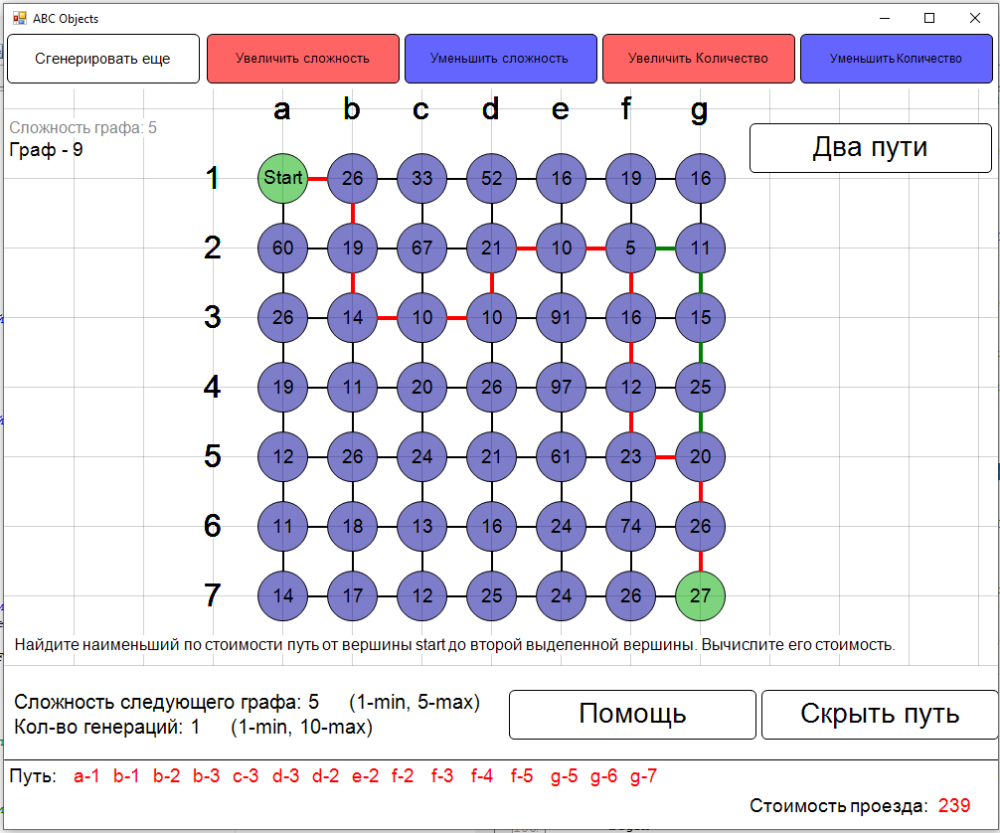 ABC Objects
Сгенерировать еще Увеличить сложность Уменьшить сложность Увеличить Количество Уменьшить Количество
a b c d e f g
Сложность графа: 5
Граф - 9
Два пути
1 Start 26 33 52 16 19 16
2 60 19 67 21 10 5 11
3 26 14 10 10 91 16 15
4 19 11 20 26 97 12 25
5 12 26 24 21 61 23 20
6 11 18 13 16 24 74 26
7 14 17 12 25 24 26 27
Найдите наименьший по стоимости путь от вершины start до второй выделенной вершины. Вычислите его стоимость.
Сложность следующего графа: 5 (1-min, 5-max)
Кол-во генераций: 1 (1-min, 10-max)
Помощь Скрыть путь
Путь: a-1 b-1 b-2 b-3 c-3 d-3 d-2 e-2 f-2 f-3 f-4 f-5 g-5 g-6 g-7
Стоимость проезда: 239